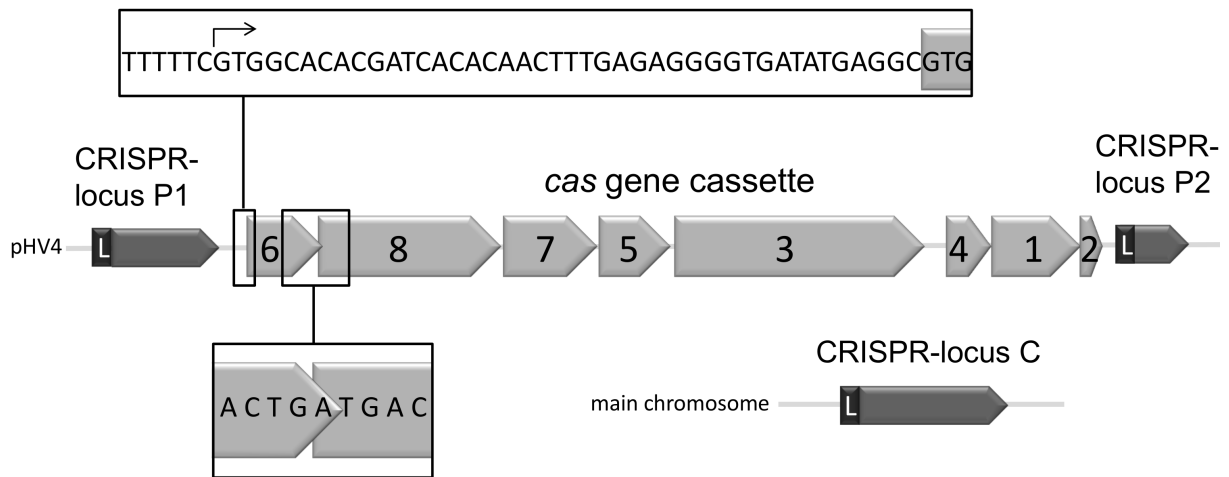 TTTTTCGTGGCACACGATCACACAACTTTGAGAGGGGTGATATGAGGCGTG
CRISPR-
locus P1
cas gene cassette
CRISPR-
locus P2
pHV4
L
6
8
7
5
3
4
1
2
L
ACTGATGAC
CRISPR-locus C
main chromosome
L